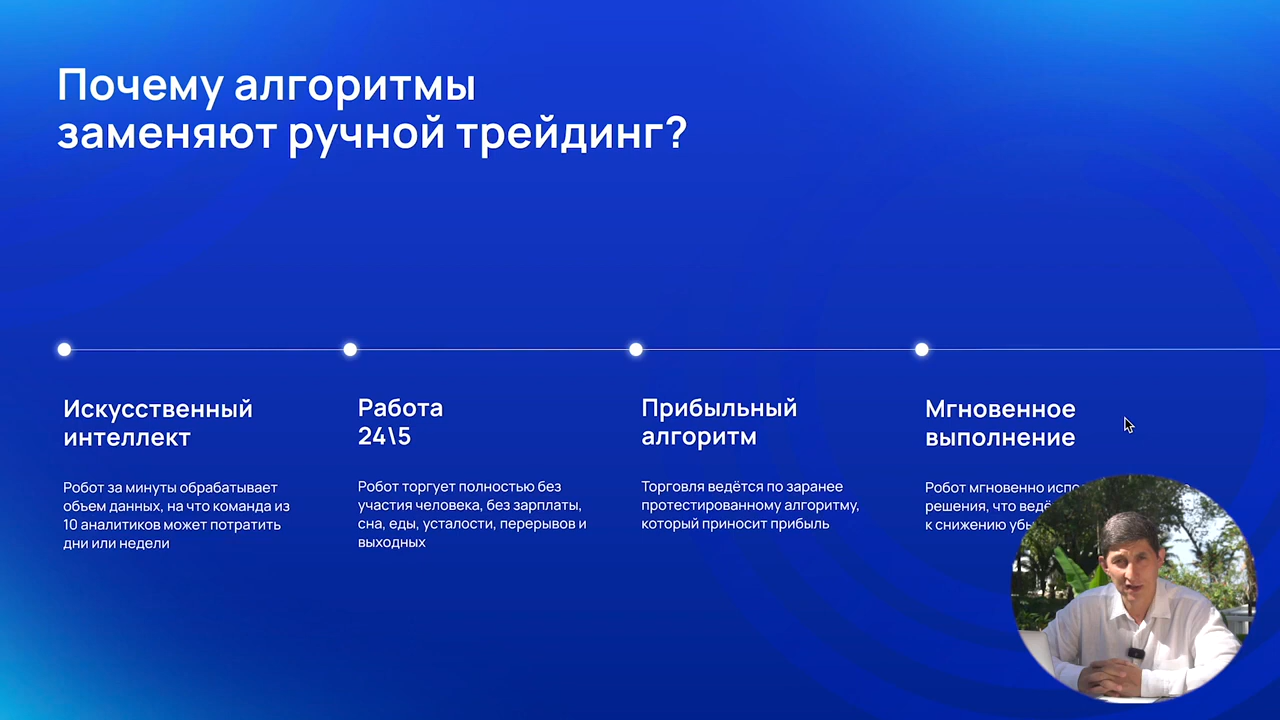 Почему алгоритмы
заменяют ручной трейдинг?
Искусственный
интеллект
Робот за минуты обрабатывает
объем данных, на что команда из
10 аналитиков может потратить
дни или недели
Работа
24\5
Робот торгует полностью без
участия человека, без зарплаты,
сна, еды, усталости, перерывов и
выходных
Прибыльный
алгоритм
Торговля ведётся по заранее
протестированному алгоритму,
который приносит прибыль
Мгновенное
выполнение
Робот мгновенно
решения, что
к снижению